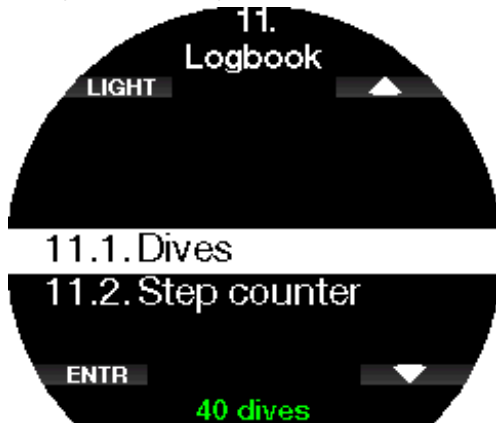 11.
Logbook
LIGHT
11.1. Dives
11.2. Step counter
ENTR
40 dives